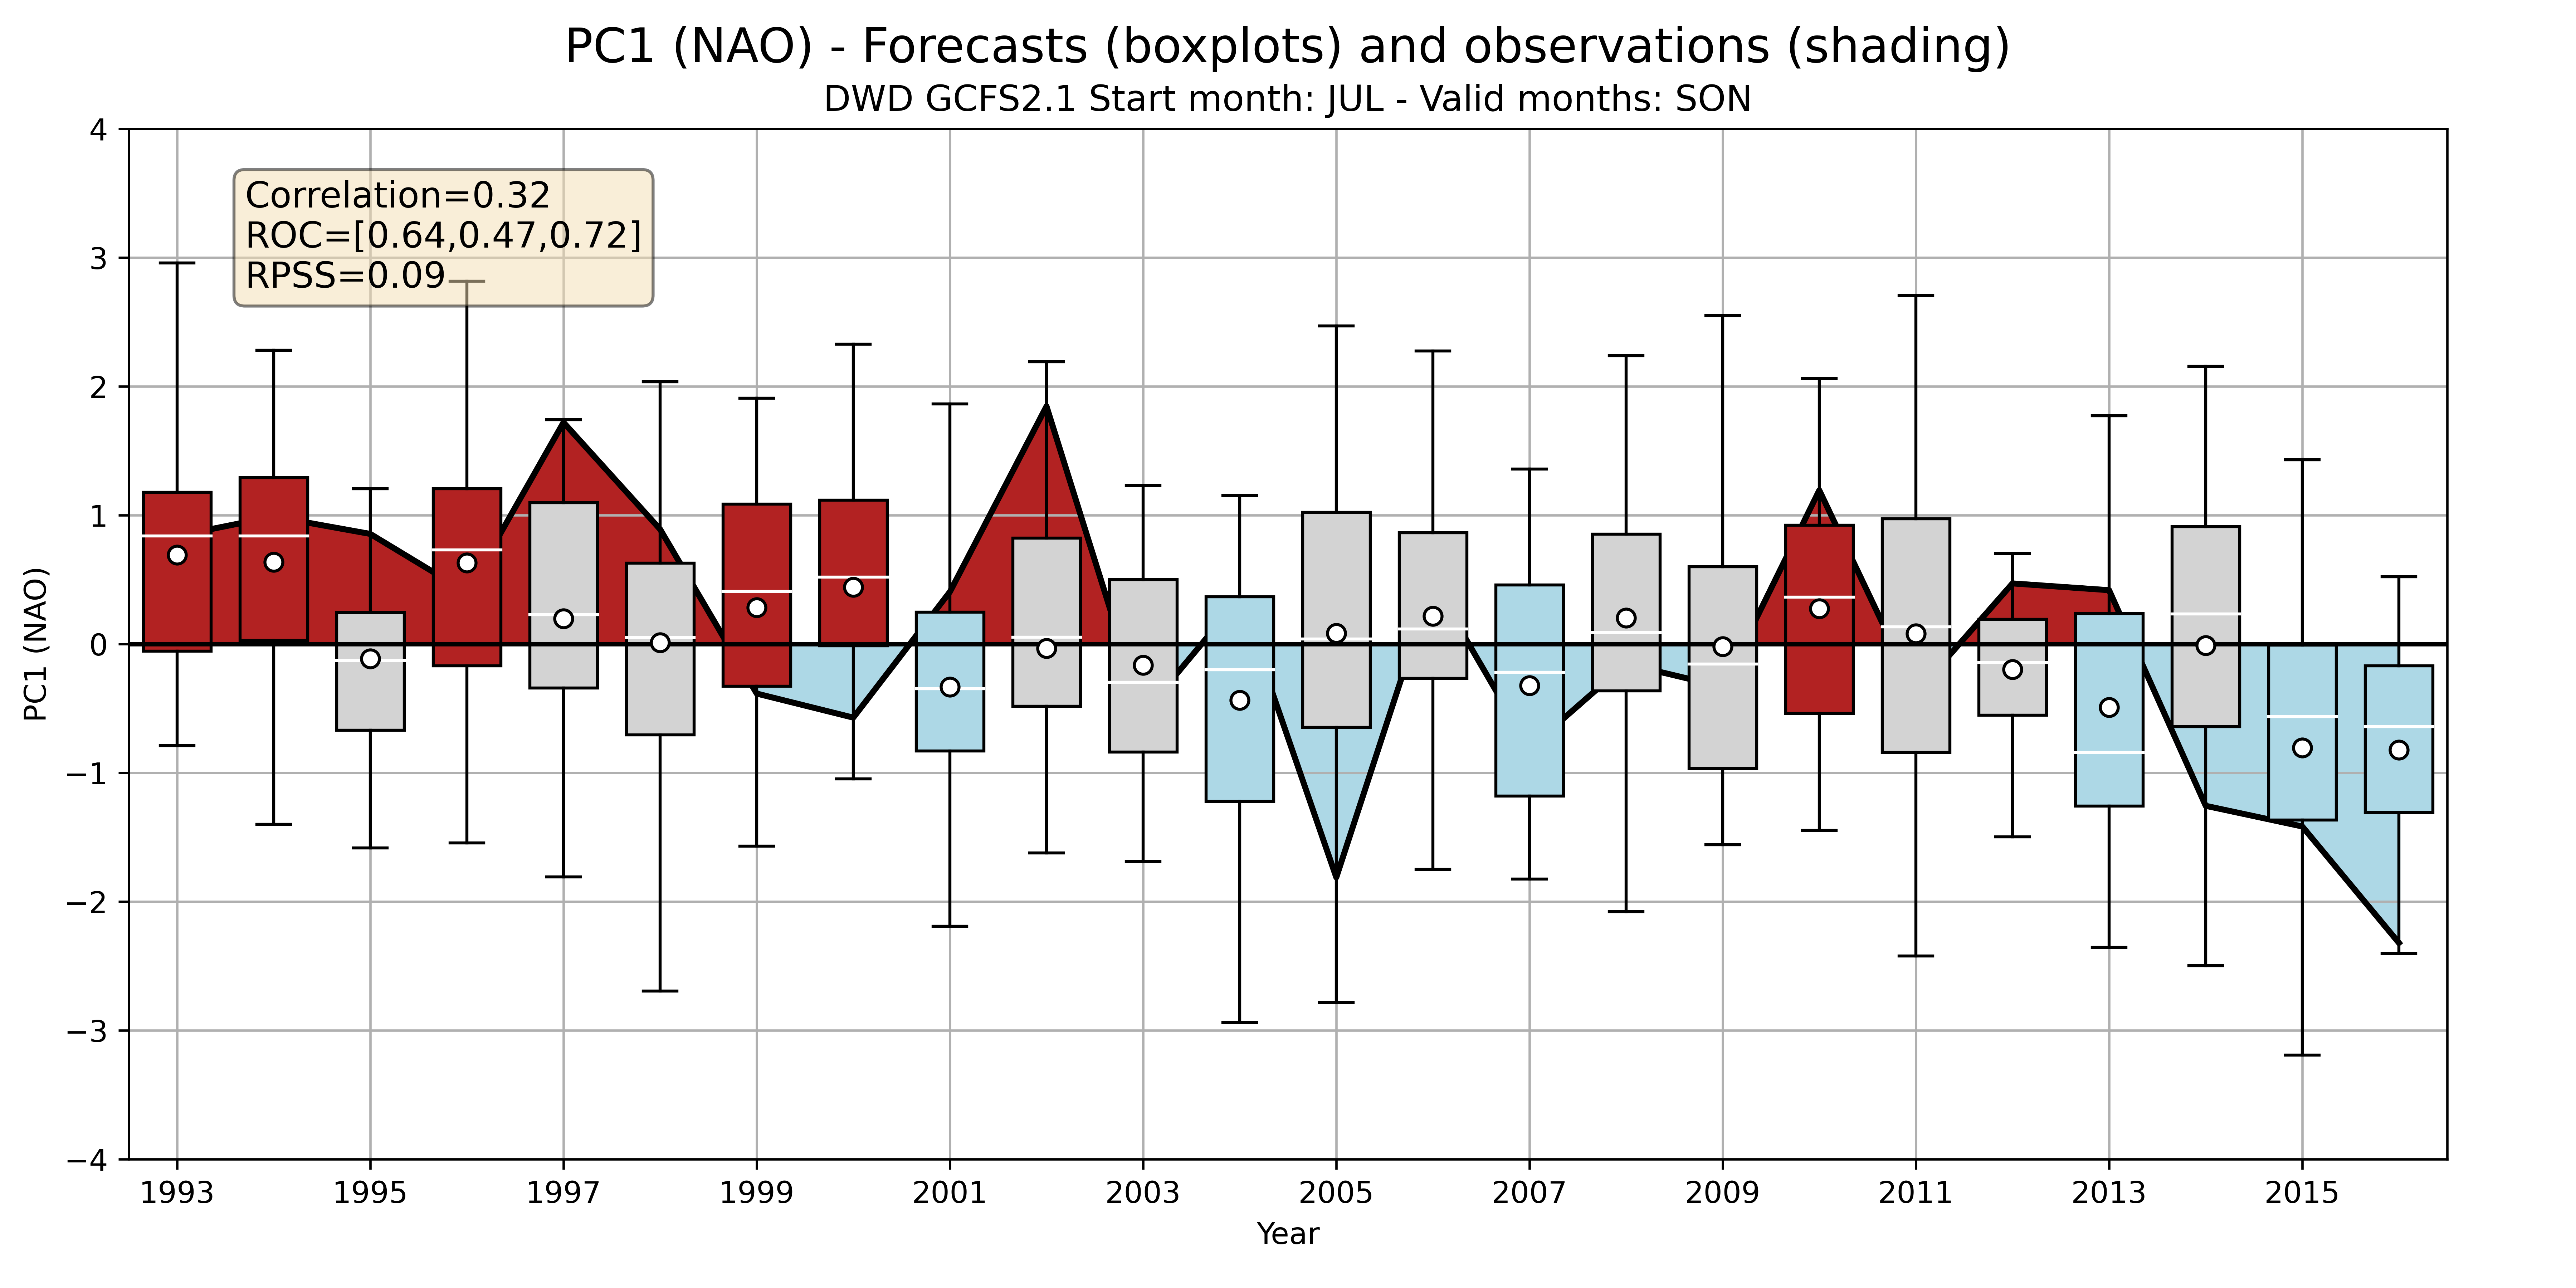 PC1 (NAO) - Forecasts (boxplots) and observations (shading)
DWD GCFS2.1 Start month: JUL - Valid months: SON
Correlation=0.32
ROC=[0.64,0.47,0.72]
RPSS=0.09
PC1 (NAO)
4
3
2
1
0
−1
−2
−3
−4
1993 1995 1997 1999 2001 2003 2005 2007 2009 2011 2013 2015
Year